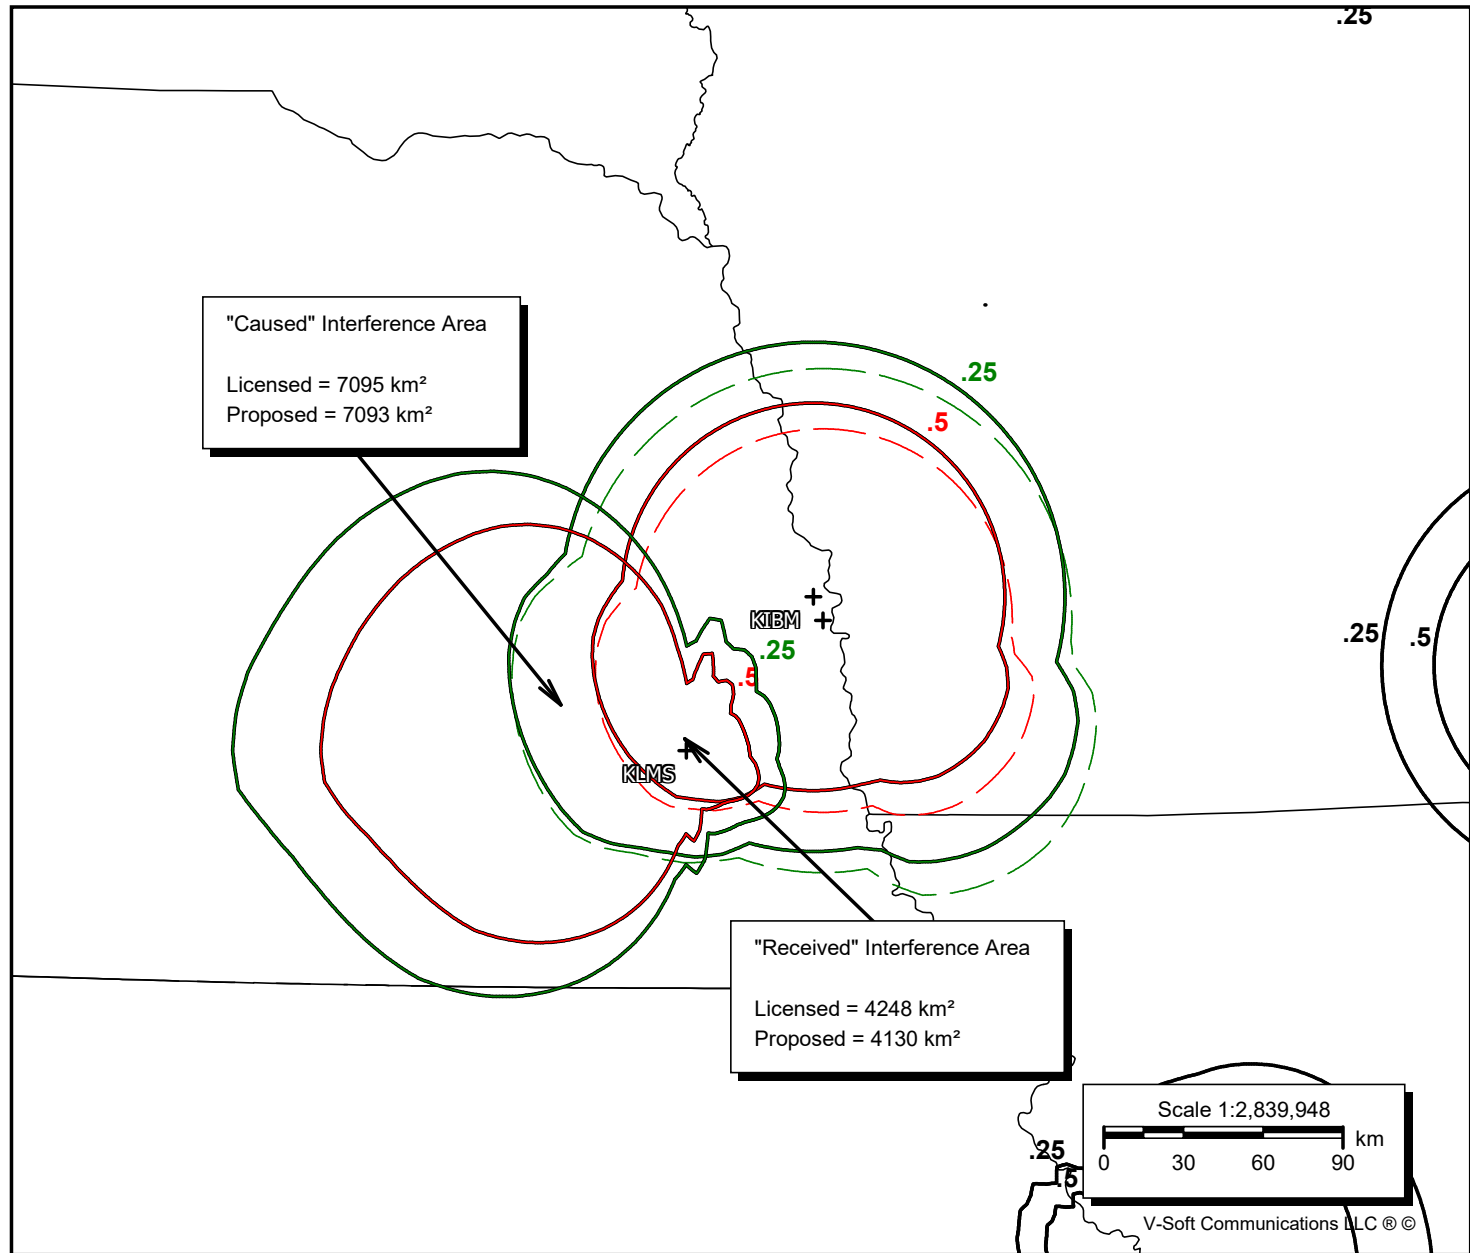 .25
"Caused" Interference Area
Licensed = 7095 km²
Proposed = 7093 km²
.25
.5
KIBM
.25
.5
.25
.5
KLMS
"Received" Interference Area
Licensed = 4248 km²
Proposed = 4130 km²
Scale 1:2,839,948
km
0 30 60 90
.25
.5
V-Soft Communications LLC ® ©